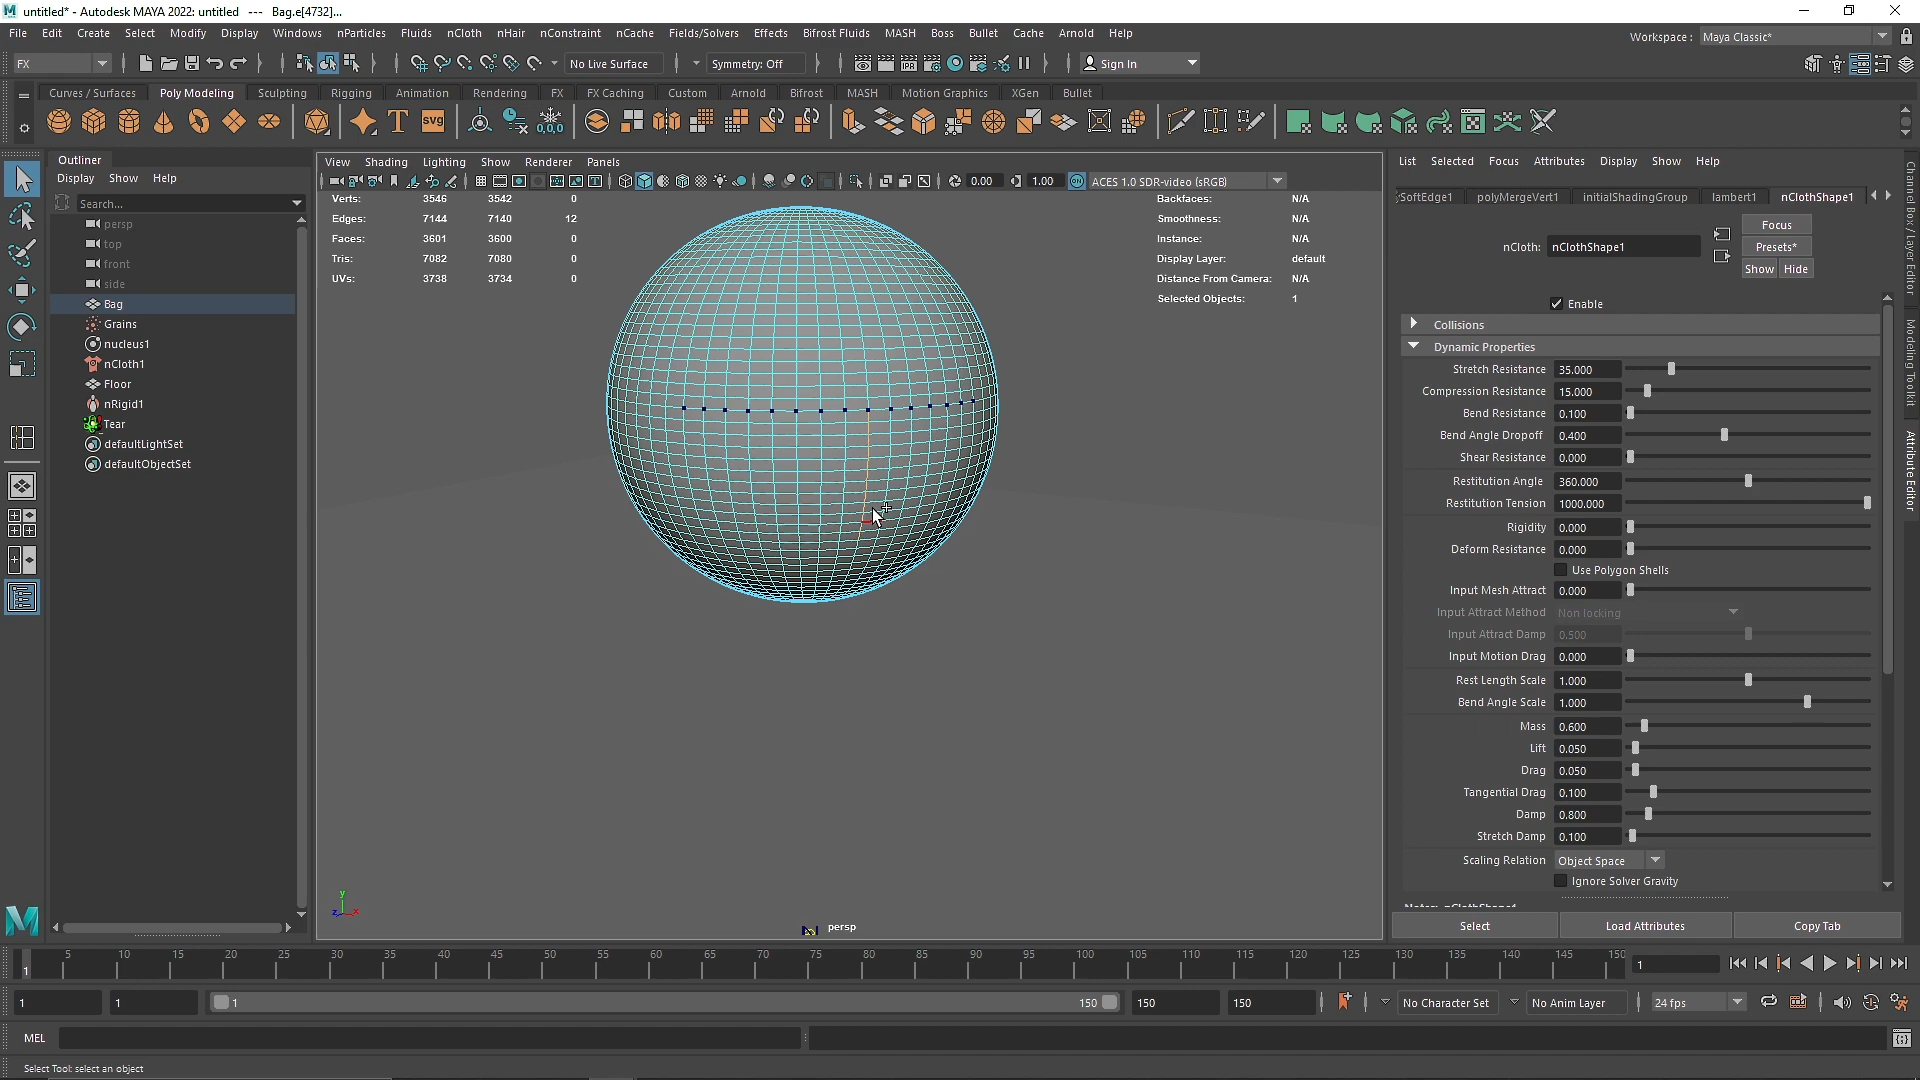 untitled* - Autodesk MAYA 2022: untitled --- Bag.e[4732]...
File Edit Create Select Modify Display Windows nParticles Fluids nCloth nHair nConstraint nCache Fields/Solvers Effects Bifrost Fluids MASH Boss Bullet Cache Arnold Help
Workspace : Maya Classic*
FX No Live Surface Symmetry: Off IPR Sign In
Curves / Surfaces Poly Modeling Sculpting Rigging Animation Rendering FX FX Caching Custom Arnold Bifrost MASH Motion Graphics XGen Bullet
T SVG 0,0,0
Outliner
Display Show Help
Search...
persp
top
front
side
Bag
Grains
nucleus1
nCloth1
Floor
nRigid1
Tear
defaultLightSet
defaultObjectSet
View Shading Lighting Show Renderer Panels
0.00 1.00 ON ACES 1.0 SDR-video (sRGB)
Verts: 3546 3542 0
Edges: 7144 7140 12
Faces: 3601 3600 0
Tris: 7082 7080 0
UVs: 3738 3734 0
Backfaces: N/A
Smoothness: N/A
Instance: N/A
Display Layer: default
Distance From Camera: N/A
Selected Objects: 1
y
z x
persp
List Selected Focus Attributes Display Show Help
SoftEdge1 polyMergeVert1 initialShadingGroup lambert1 nClothShape1
Focus
nCloth: nClothShape1 Presets*
Show Hide
Enable
Collisions
Dynamic Properties
Stretch Resistance 35.000
Compression Resistance 15.000
Bend Resistance 0.100
Bend Angle Dropoff 0.400
Shear Resistance 0.000
Restitution Angle 360.000
Restitution Tension 1000.000
Rigidity 0.000
Deform Resistance 0.000
Use Polygon Shells
Input Mesh Attract 0.000
Input Attract Method Non locking
Input Attract Damp 0.500
Input Motion Drag 0.000
Rest Length Scale 1.000
Bend Angle Scale 1.000
Mass 0.600
Lift 0.050
Drag 0.050
Tangential Drag 0.100
Damp 0.800
Stretch Damp 0.100
Scaling Relation Object Space
Ignore Solver Gravity
Select Load Attributes Copy Tab
Channel Box / Layer Editor
Modeling Toolkit
Attribute Editor
1 5 10 15 20 25 30 35 40 45 50 55 60 65 70 75 80 85 90 95 100 105 110 115 120 125 130 135 140 145 150 1
1 1 1 150 150 150 No Character Set No Anim Layer 24 fps
MEL
Select Tool: select an object